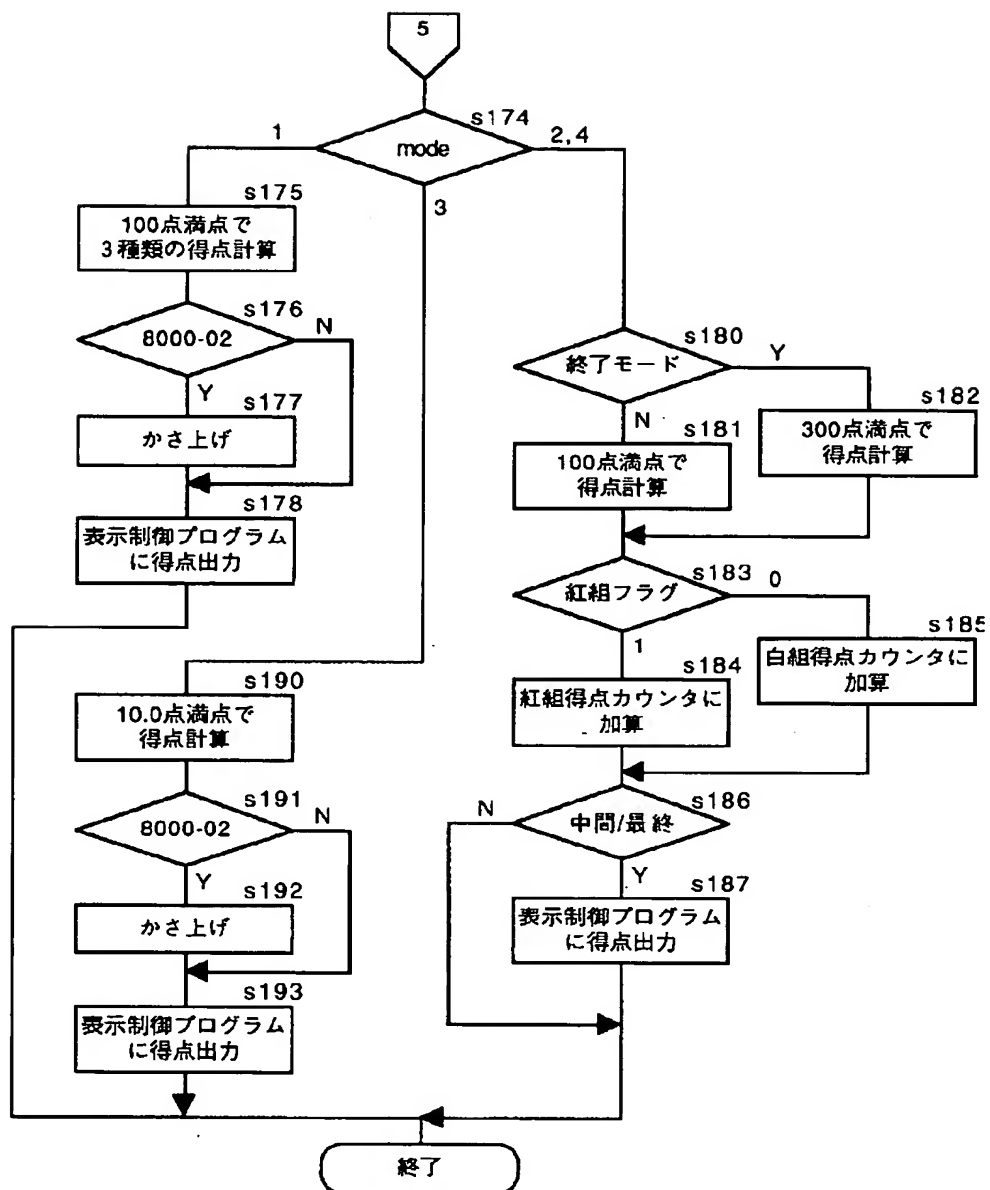 5
s174
mode
1
2,4
3
s175
100点満点で
3種類の得点計算
s176
8000-02
N
Y
s177
かさ上げ
s178
表示制御プログラム
に得点出力
s190
10.0点満点で
得点計算
s191
8000-02
N
Y
s192
かさ上げ
s193
表示制御プログラム
に得点出力
s180
終了モード
Y
N
s182
300点満点で
得点計算
s181
100点満点で
得点計算
s183
紅組フラグ
0
1
s185
白組得点カウンタに
加算
s184
紅組得点カウンタに
加算
s186
中間/最終
N
Y
s187
表示制御プログラム
に得点出力
終了